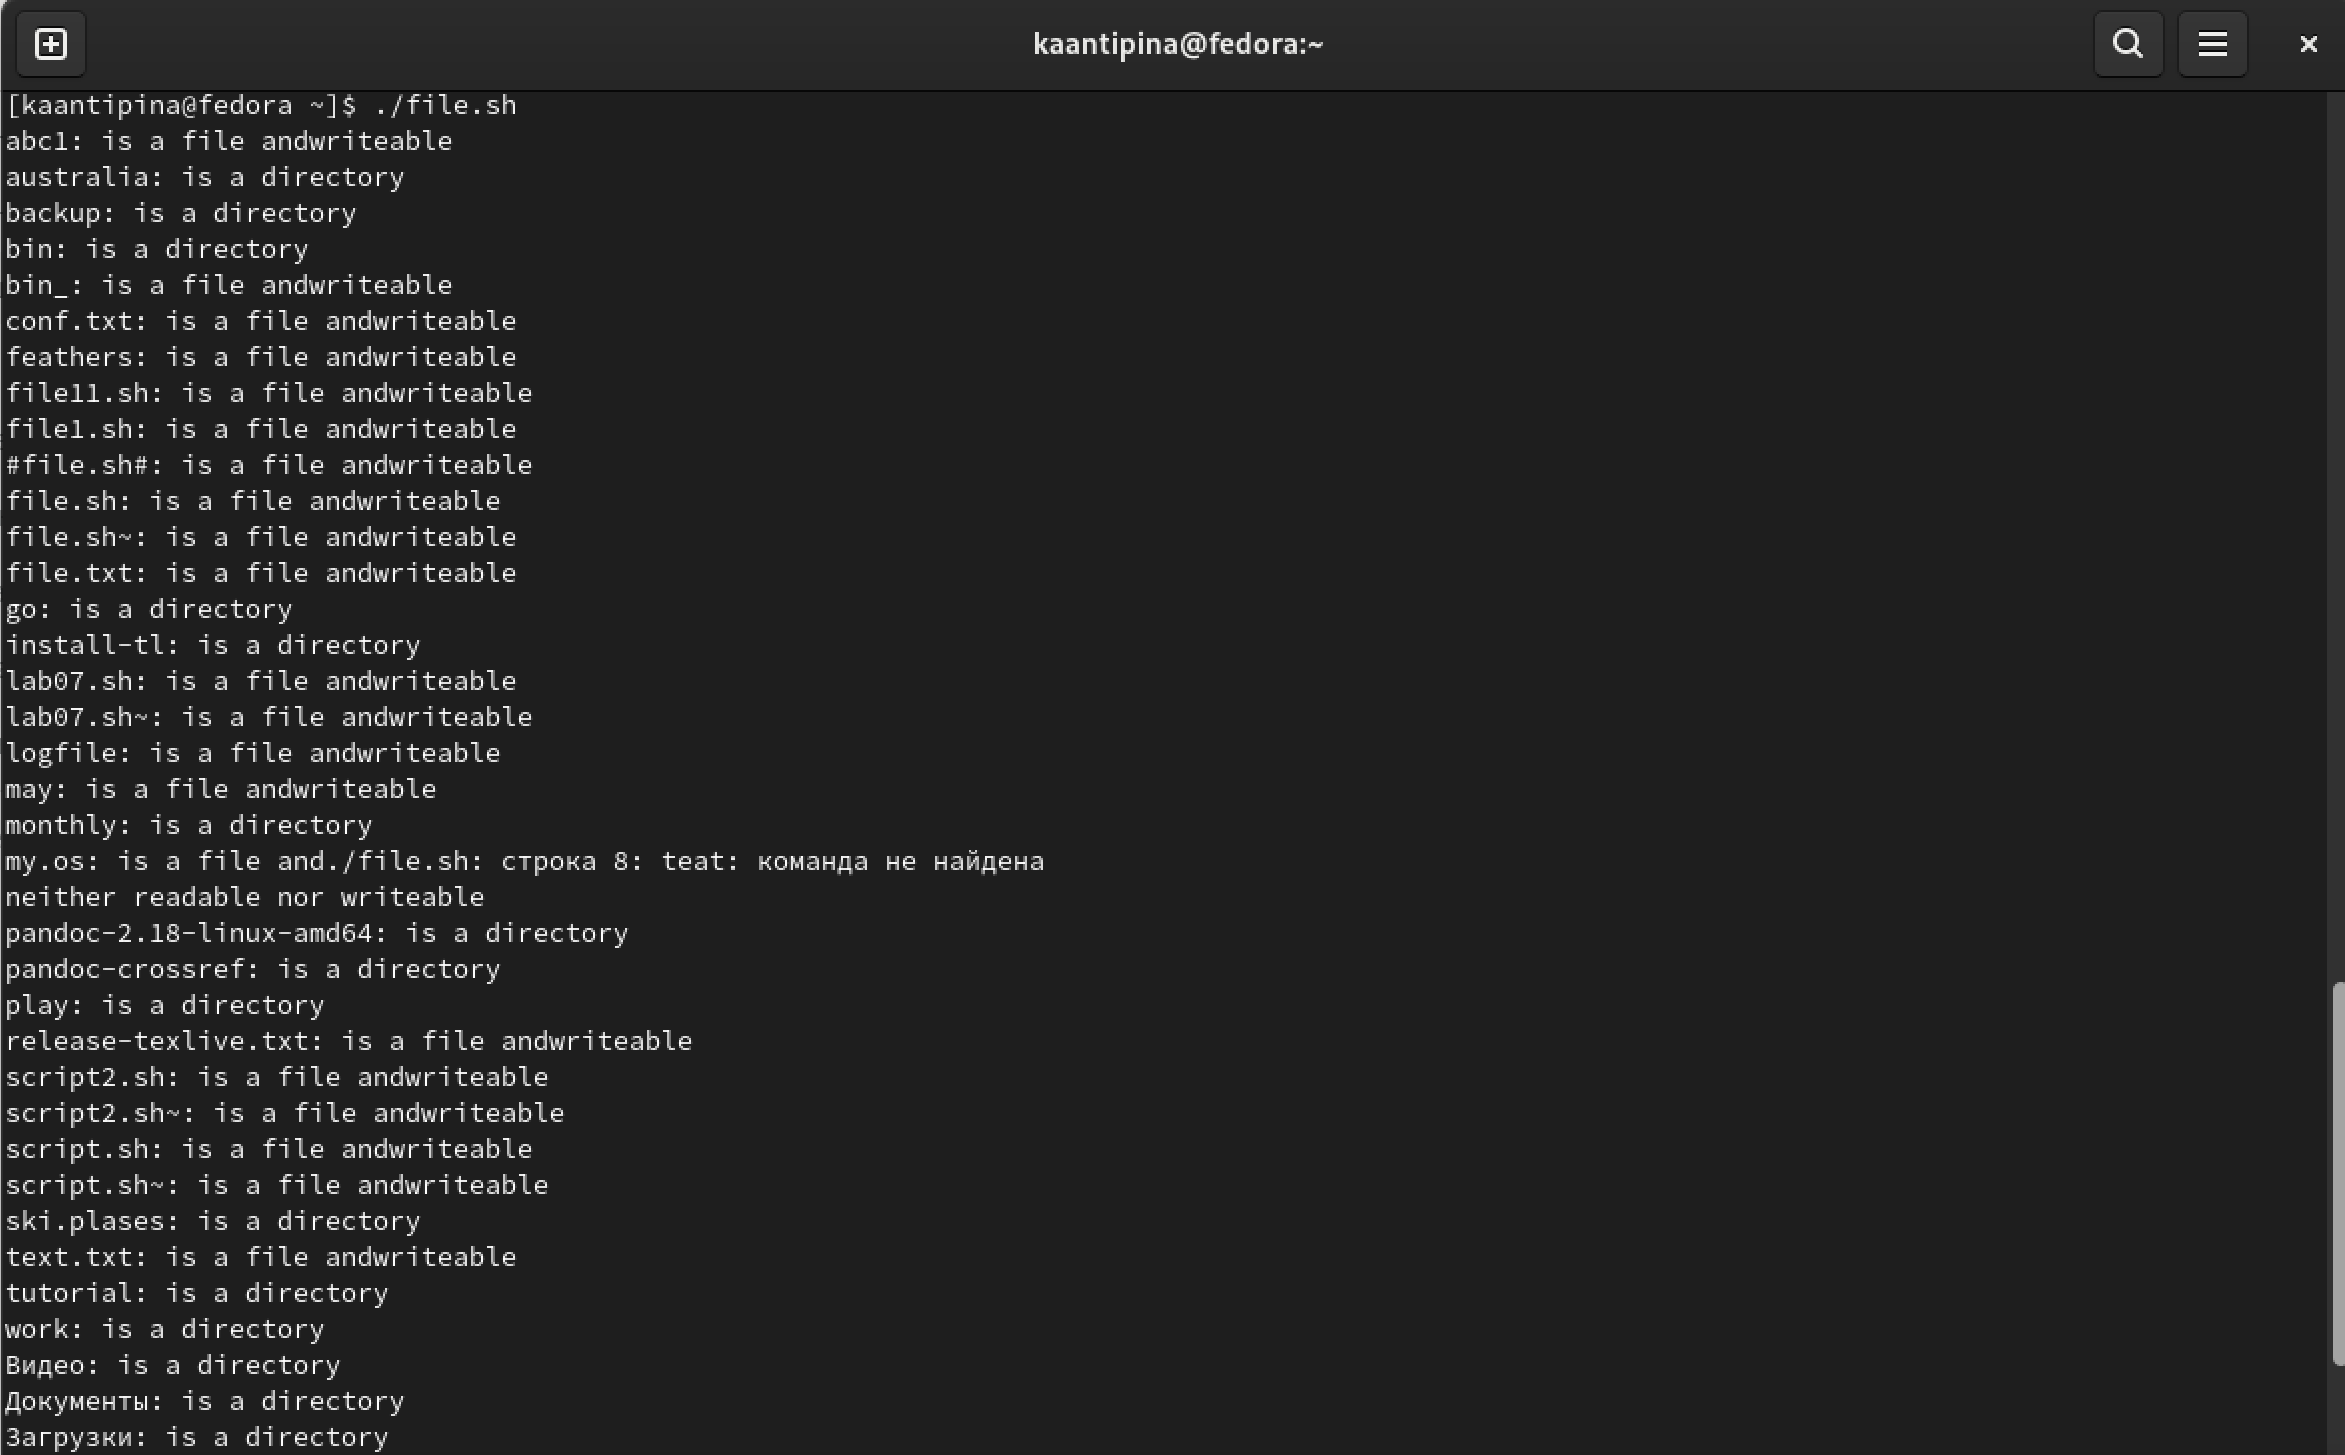 kaantipina@fedora:~
[kaantipina@fedora ~]$ ./file.sh
abc1: is a file andwriteable
australia: is a directory
backup: is a directory
bin: is a directory
bin_: is a file andwriteable
conf.txt: is a file andwriteable
feathers: is a file andwriteable
file11.sh: is a file andwriteable
file1.sh: is a file andwriteable
#file.sh#: is a file andwriteable
file.sh: is a file andwriteable
file.sh~: is a file andwriteable
file.txt: is a file andwriteable
go: is a directory
install-tl: is a directory
lab07.sh: is a file andwriteable
lab07.sh~: is a file andwriteable
logfile: is a file andwriteable
may: is a file andwriteable
monthly: is a directory
my.os: is a file and./file.sh: строка 8: teat: команда не найдена
neither readable nor writeable
pandoc-2.18-linux-amd64: is a directory
pandoc-crossref: is a directory
play: is a directory
release-texlive.txt: is a file andwriteable
script2.sh: is a file andwriteable
script2.sh~: is a file andwriteable
script.sh: is a file andwriteable
script.sh~: is a file andwriteable
ski.plases: is a directory
text.txt: is a file andwriteable
tutorial: is a directory
work: is a directory
Видео: is a directory
Документы: is a directory
Загрузки: is a directory